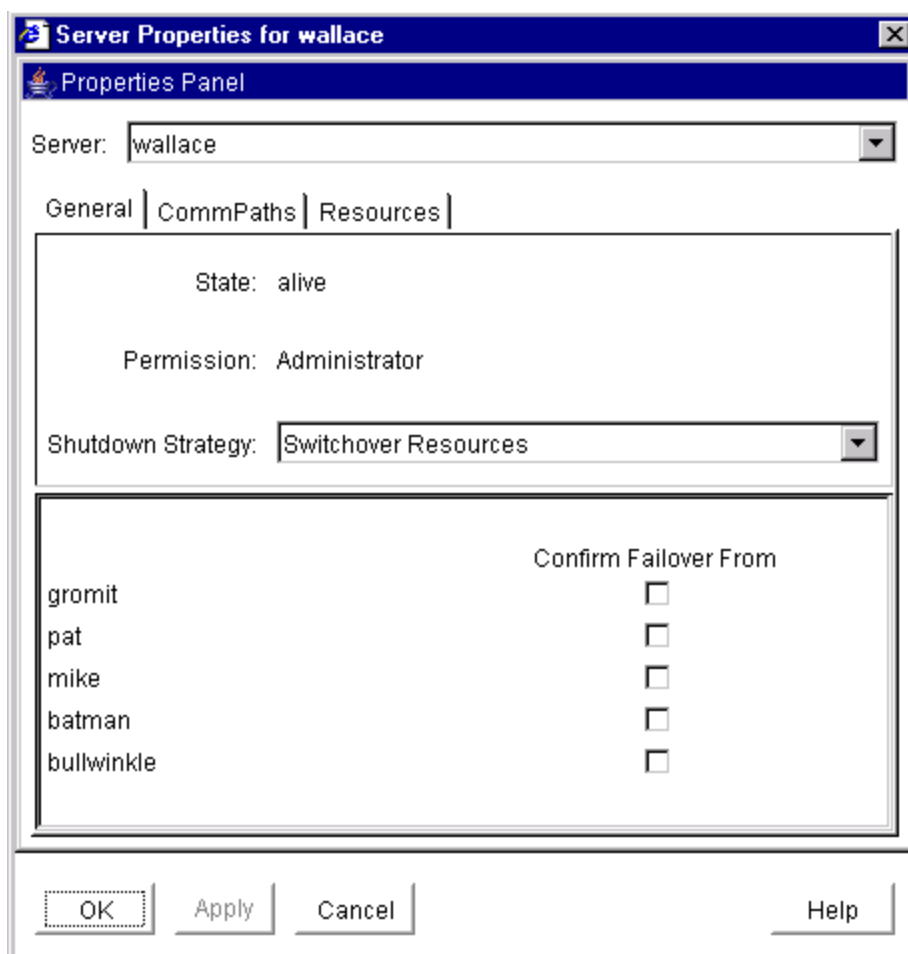 Server Properties for wallace
Properties Panel
Server: wallace
General CommPaths Resources
State: alive
Permission: Administrator
Shutdown Strategy: Switchover Resources
Confirm Failover From
gromit
pat
mike
batman
bullwinkle
OK Apply Cancel Help